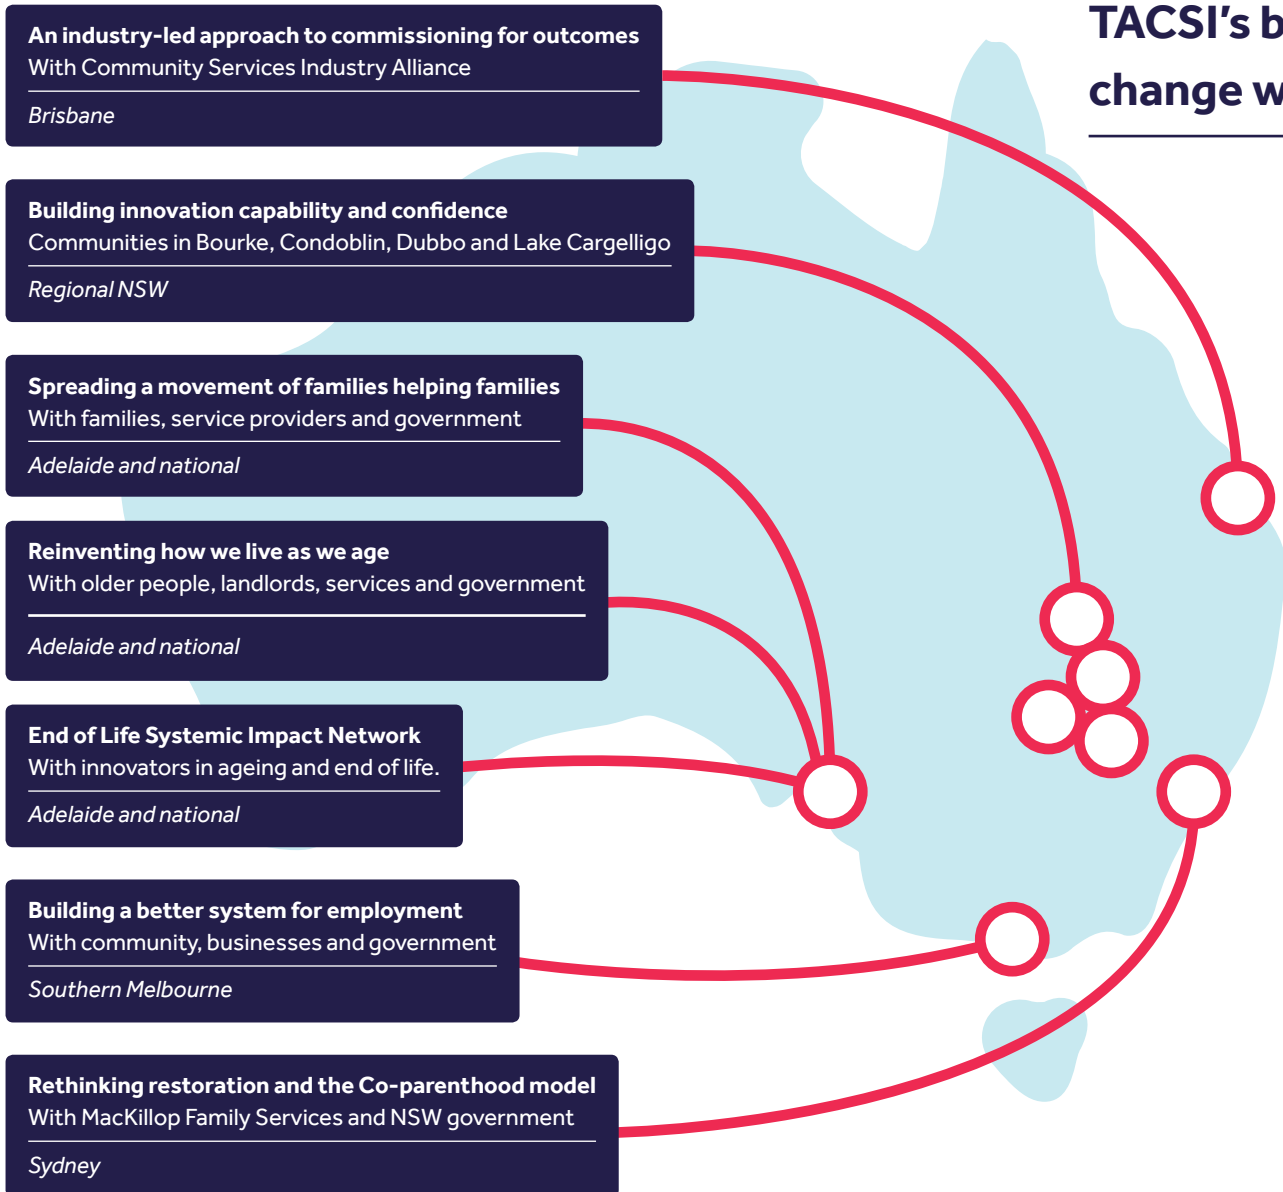 TACSI's b
change w
An industry-led approach to commissioning for outcomes
With Community Services Industry Alliance
Brisbane
Building innovation capability and confidence
Communities in Bourke, Condoblin, Dubbo and Lake Cargelligo
Regional NSW
Spreading a movement of families helping families
With families, service providers and government
Adelaide and national
Reinventing how we live as we age
With older people, landlords, services and government
Adelaide and national
End of Life Systemic Impact Network
With innovators in ageing and end of life.
Adelaide and national
Building a better system for employment
With community, businesses and government
Southern Melbourne
Rethinking restoration and the Co-parenthood model
With MacKillop Family Services and NSW government
Sydney